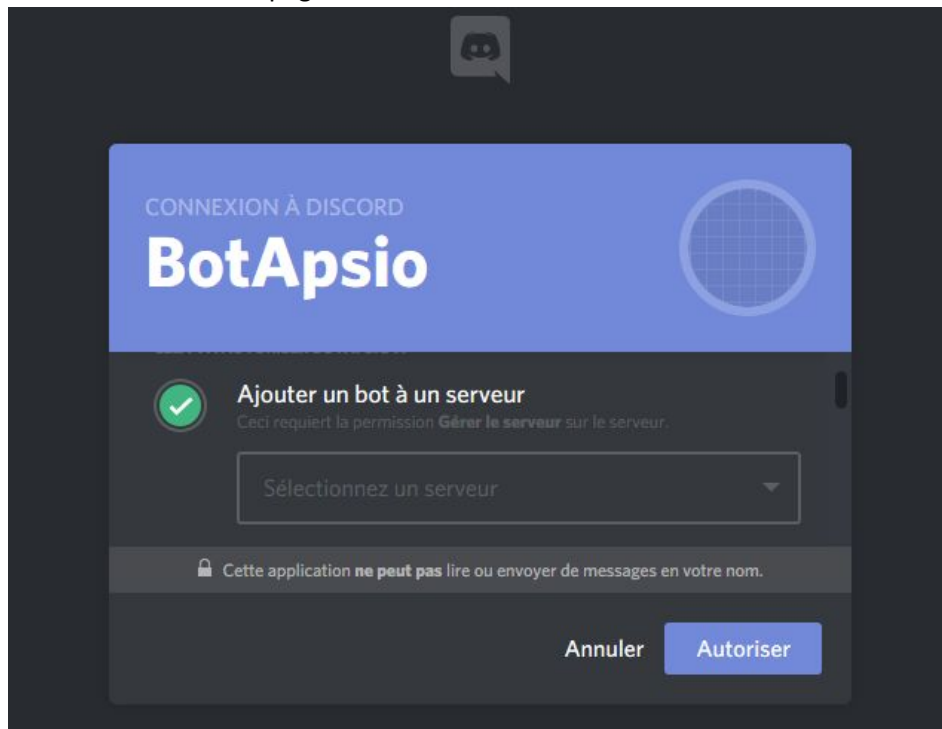 CONNEXION À DISCORD
BotApsio
Ajouter un bot à un serveur
Ceci requiert la permission Gérer le serveur sur le serveur.
Sélectionnez un serveur
Cette application ne peut pas lire ou envoyer de messages en votre nom.
Annuler
Autoriser